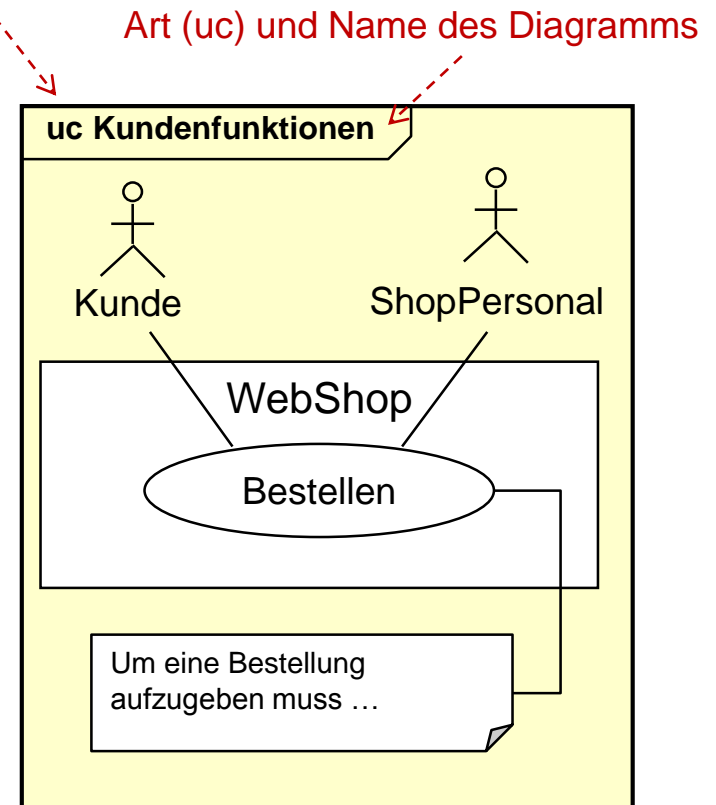 Art (uc) und Name des Diagramms
uc Kundenfunktionen
Kunde
ShopPersonal
WebShop
Bestellen
Um eine Bestellung
aufzugeben muss …